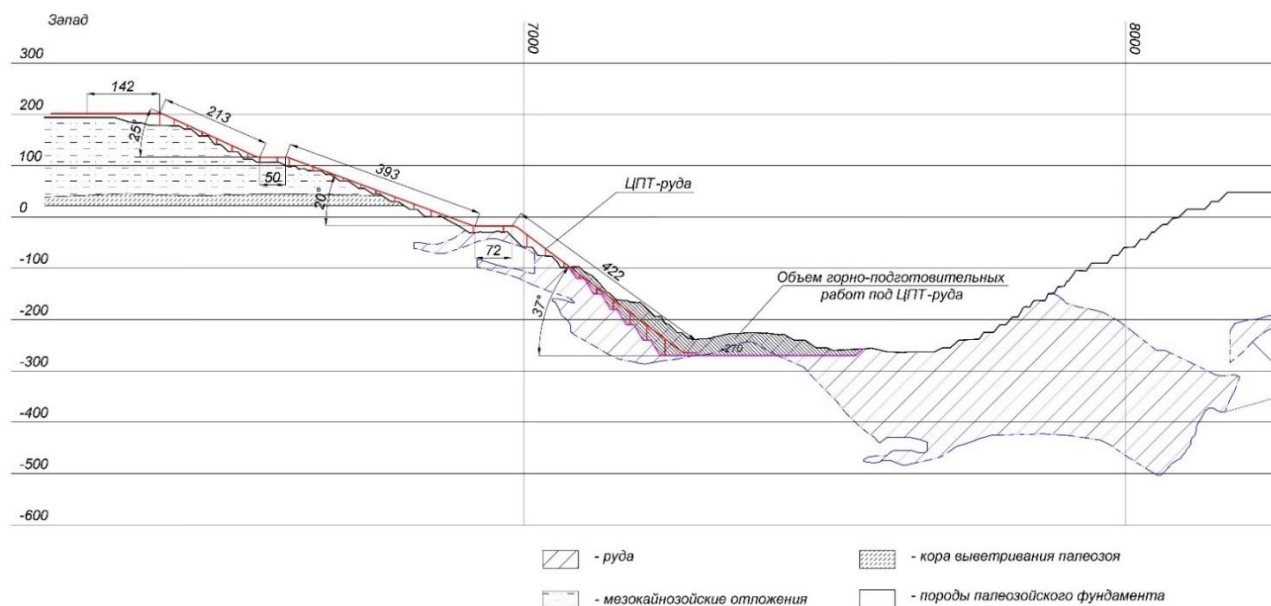 Запад
7000
8000
300
200
100
0
-100
-200
-300
-400
-500
-600
142
213
25°
50
393
20°
72
422
37°
ЦПТ-руда
Объем горно-подготовительных
работ под ЦПТ-руда
-270
- руда
- кора выветривания палеозоя
- мезокайнозойские отложения
- породы палеозойского фундамента